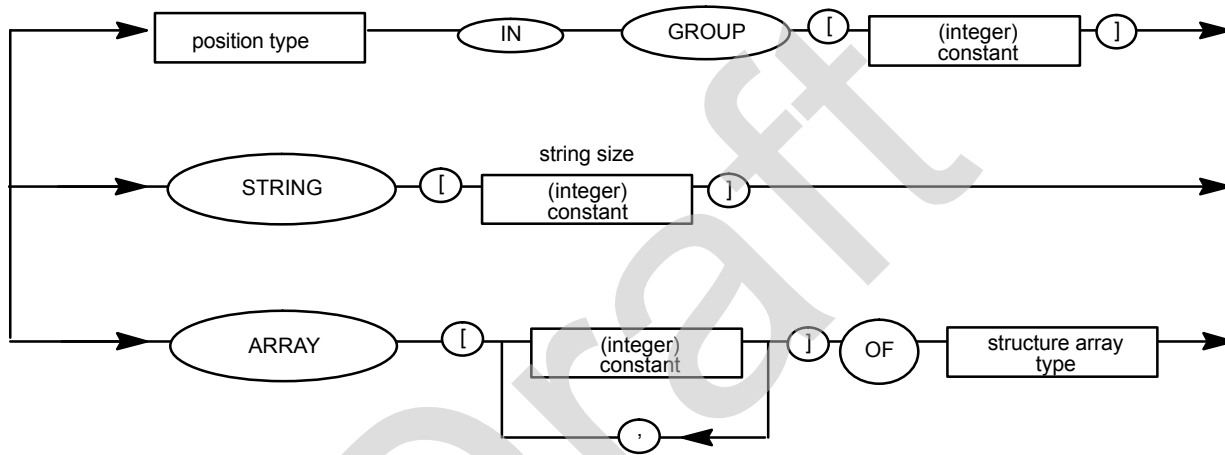 position type IN GROUP [ (integer) constant ]
string size
STRING [ (integer) constant ]
ARRAY [ (integer) constant ] OF structure array type
,
Draft